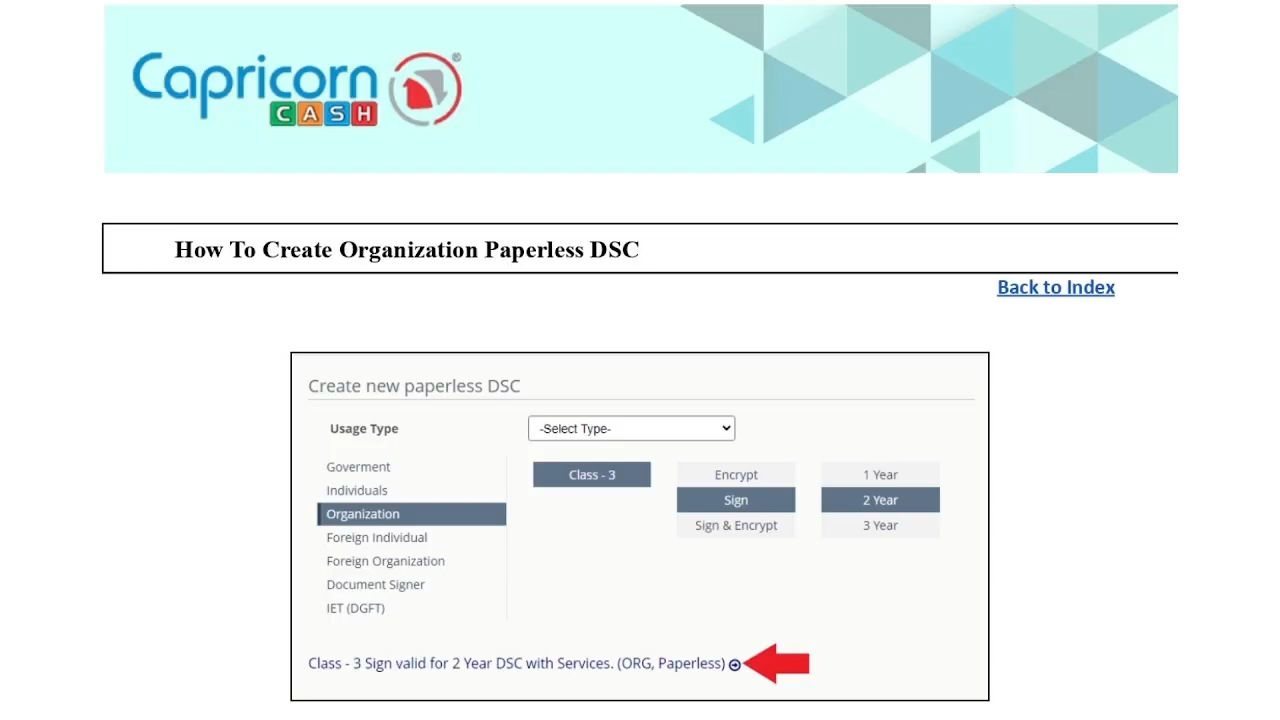 Capricorn
CASH
®
How To Create Organization Paperless DSC
Back to Index
Create new paperless DSC
Usage Type
-Select Type-
Goverment
Individuals
Organization
Foreign Individual
Foreign Organization
Document Signer
IET (DGFT)
Class - 3
Encrypt
Sign
Sign & Encrypt
1 Year
2 Year
3 Year
Class - 3 Sign valid for 2 Year DSC with Services. (ORG, Paperless)